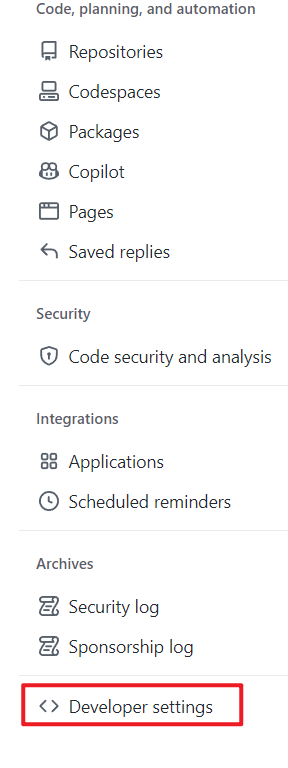 Code, planning, and automation
Repositories
Codespaces
Packages
Copilot
Pages
Saved replies
Security
Code security and analysis
Integrations
Applications
Scheduled reminders
Archives
Security log
Sponsorship log
Developer settings